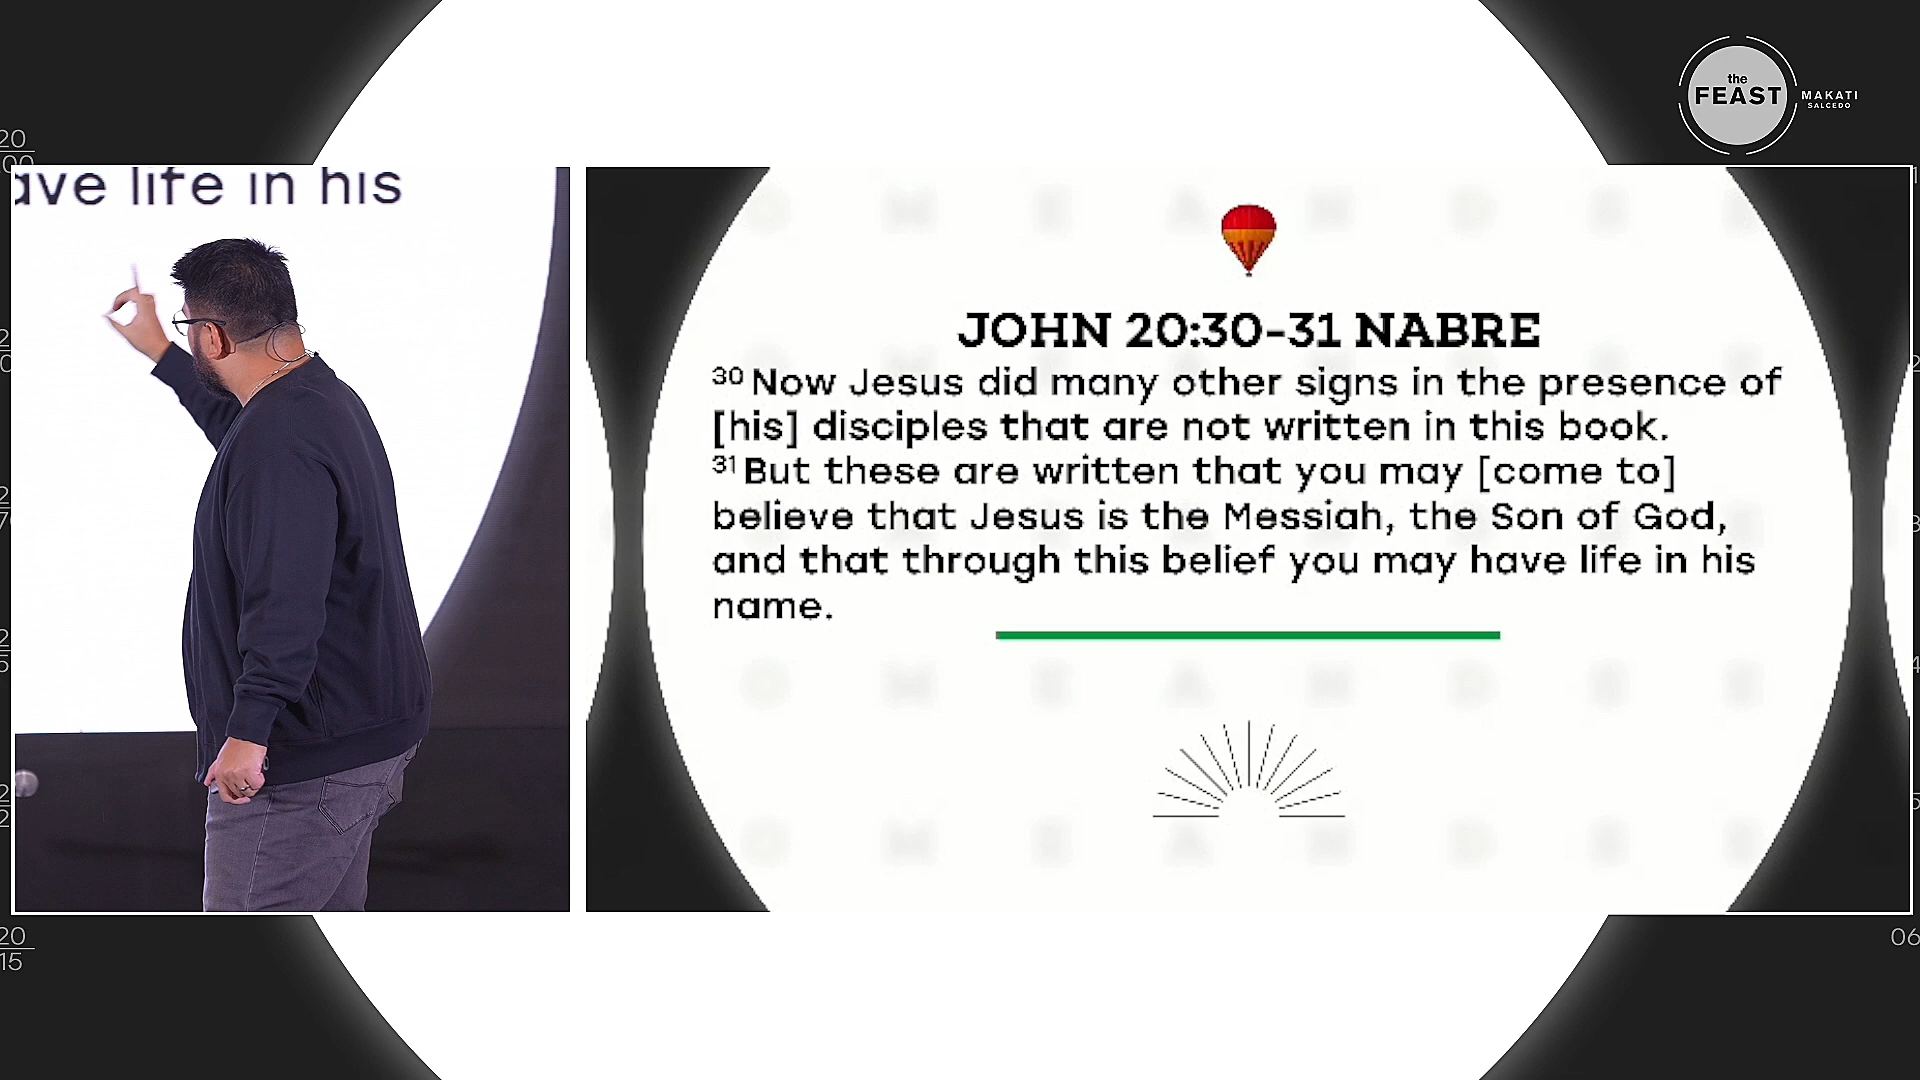 the
FEAST
MAKATI
SALCEDO
ave life in his
JOHN 20:30-31 NABRE
30 Now Jesus did many other signs in the presence of
[his] disciples that are not written in this book.
31 But these are written that you may [come to]
believe that Jesus is the Messiah, the Son of God,
and that through this belief you may have life in his
name.
20
15
06